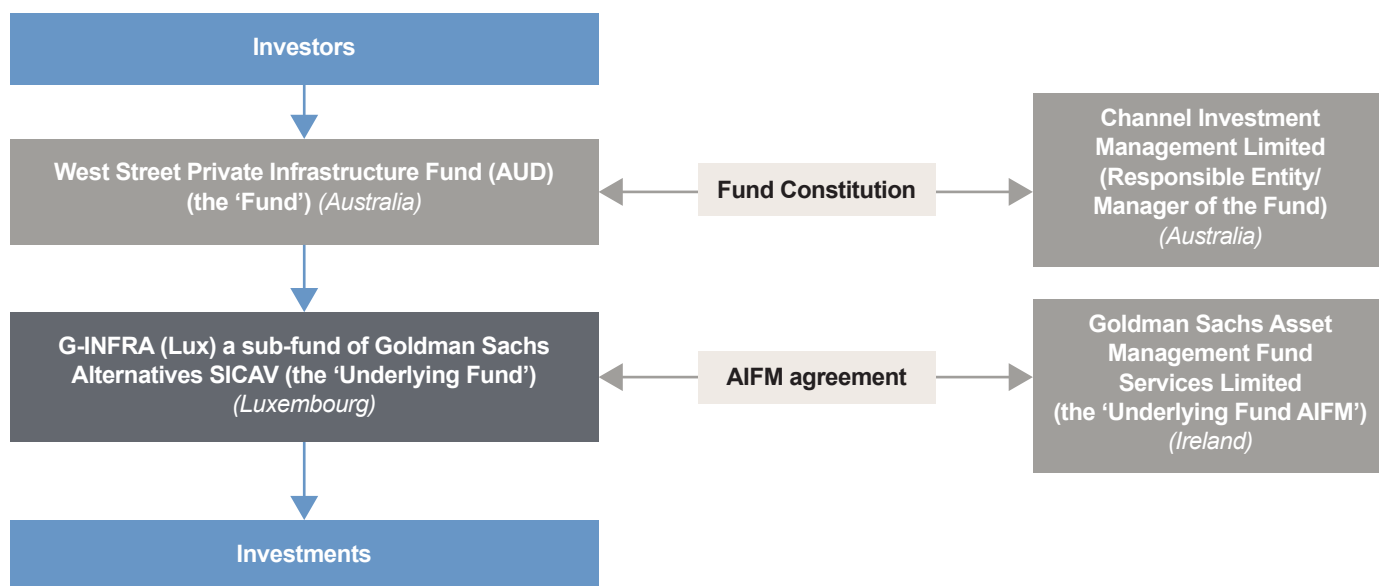 Investors
West Street Private Infrastructure Fund (AUD)
(the ‘Fund’) (Australia)
Fund Constitution
Channel Investment
Management Limited
(Responsible Entity/
Manager of the Fund)
(Australia)
G-INFRA (Lux) a sub-fund of Goldman Sachs
Alternatives SICAV (the ‘Underlying Fund’)
(Luxembourg)
AIFM agreement
Goldman Sachs Asset
Management Fund
Services Limited
(the ‘Underlying Fund AIFM’)
(Ireland)
Investments